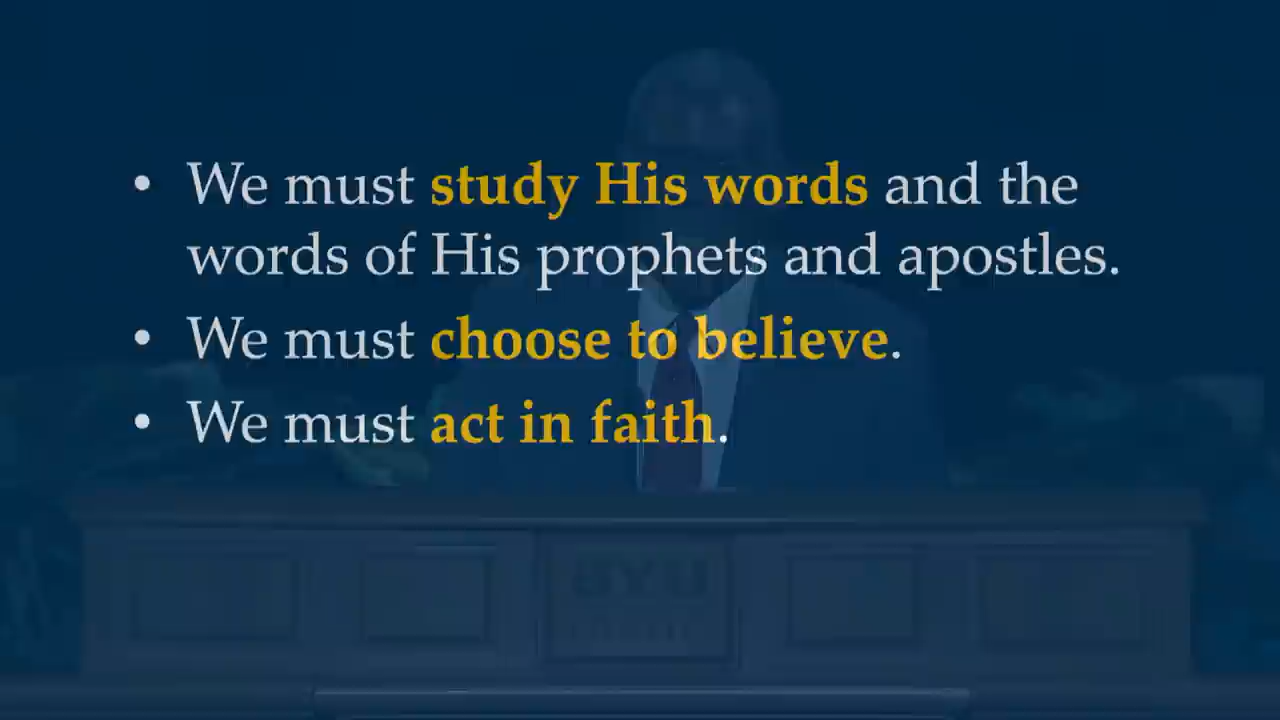 • We must study His words and the
words of His prophets and apostles.
• We must choose to believe.
• We must act in faith.
BYU